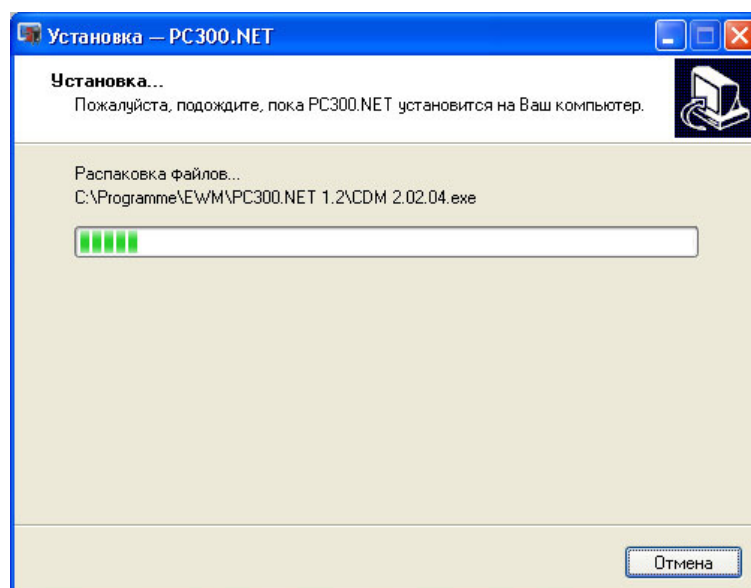 Установка — PC300.NET
Установка...
Пожалуйста, подождите, пока PC300.NET установится на Ваш компьютер.
Распаковка файлов...
C:\Programme\EWM\PC300.NET 1.2\CDM 2.02.04.exe
Отмена